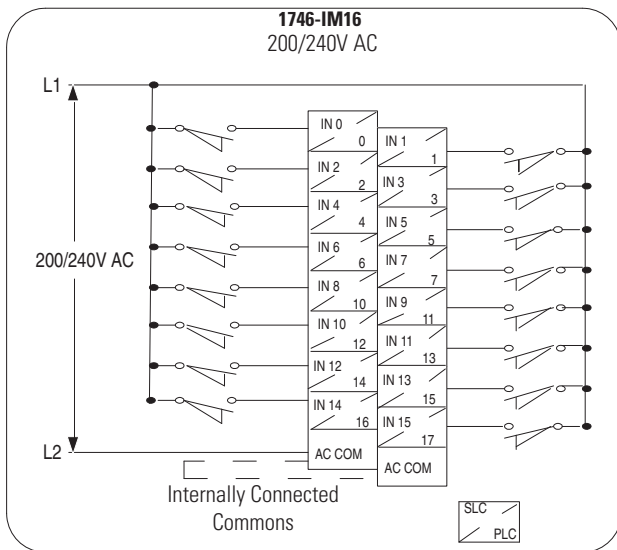 1746-IM16
200/240V AC
L1
IN 0
0
IN 1
1
IN 2
2
IN 3
3
IN 4
4
IN 5
5
IN 6
6
IN 7
7
200/240V AC
IN 8
10
IN 9
11
IN 10
12
IN 11
13
IN 12
14
IN 13
15
IN 14
16
IN 15
17
L2
AC COM
AC COM
Internally Connected
Commons
SLC
PLC